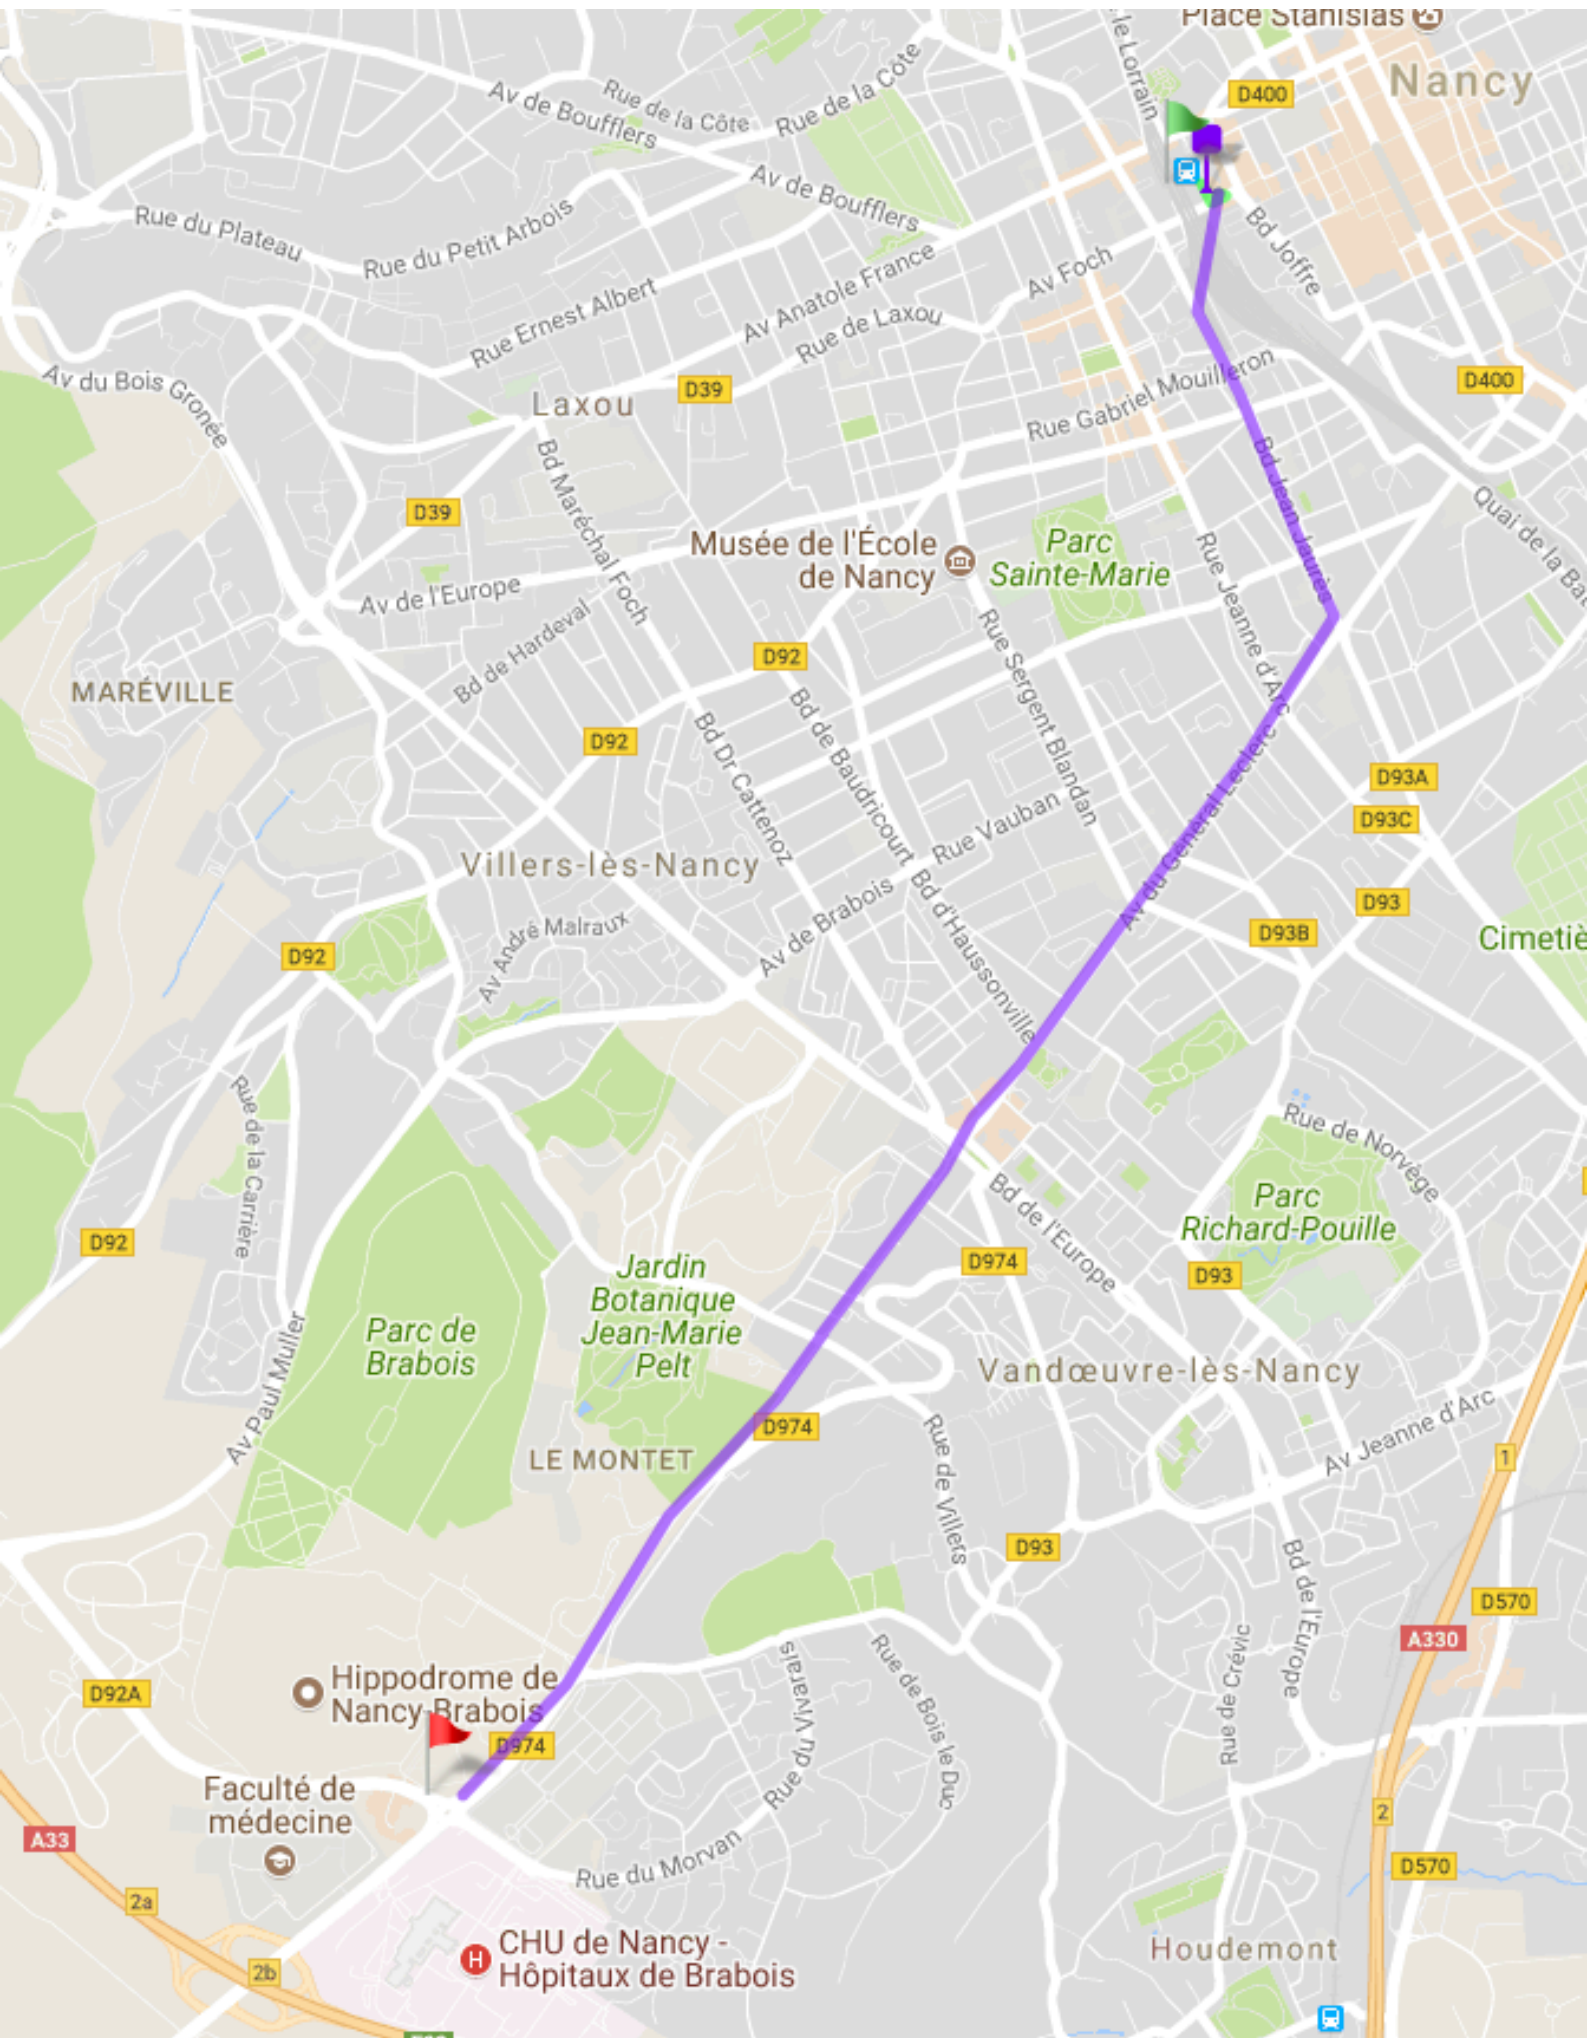 Place Stanislas
le Lorrain
Nancy
D400
Av de Boufflers
Rue de la Côte
Rue de la Côte
Av de Boufflers
Rue du Plateau
Rue du Petit Arbois
Bd Joffre
Av Foch
Av Anatole France
Rue Ernest Albert
Rue de Laxou
Av du Bois Gronée
D39
Laxou
Rue Gabriel Mouilleron
D400
Bd Maréchal Foch
D39
Bd Jean Jaurès
Quai de la Bat
Musée de l'École
de Nancy
Parc
Sainte-Marie
Rue Jeanne d'Arc
Av de l'Europe
Bd de Hardeval
Rue Sergent Blandan
D92
MARÉVILLE
D92
Bd Dr Cattenoz
Bd de Baudricourt
Av du Général Leclerc
D93A
D93C
Rue Vauban
Villers-lès-Nancy
Bd d'Haussonville
D93
Av de Brabois
Av André Malraux
D93B
Cimetiè
D92
Rue de la Carrière
Rue de Norvège
Parc
Richard-Pouille
Bd de l'Europe
D92
D974
D93
Jardin
Botanique
Jean-Marie
Pelt
Parc de
Brabois
Av Paul Muller
Vandœuvre-lès-Nancy
D974
Av Jeanne d'Arc
LE MONTET
Rue de Villers
1
D93
Bd de l'Europe
D570
A330
Rue de Crévic
Rue du Vivarais
Rue de Bois le Duc
Hippodrome de
Nancy-Brabois
D92A
D974
Faculté de
médecine
2
A33
Rue du Morvan
D570
2a
CHU de Nancy -
Hôpitaux de Brabois
H
Houdemont
2b